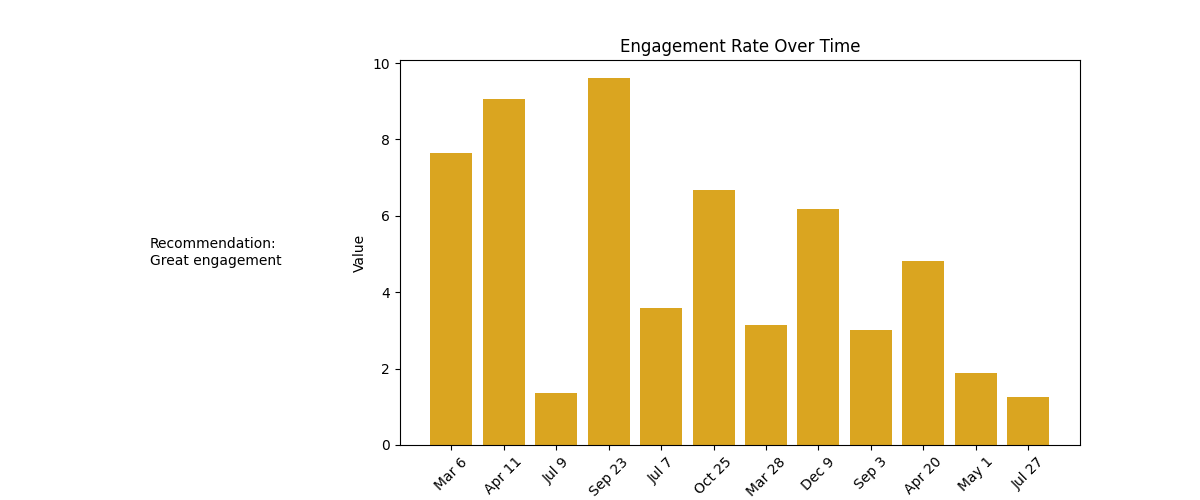 Engagement Rate Over Time
Recommendation:
Great engagement
Value
10
8
6
4
2
0
Mar 6
Apr 11
Jul 9
Sep 23
Jul 7
Oct 25
Mar 28
Dec 9
Sep 3
Apr 20
May 1
Jul 27